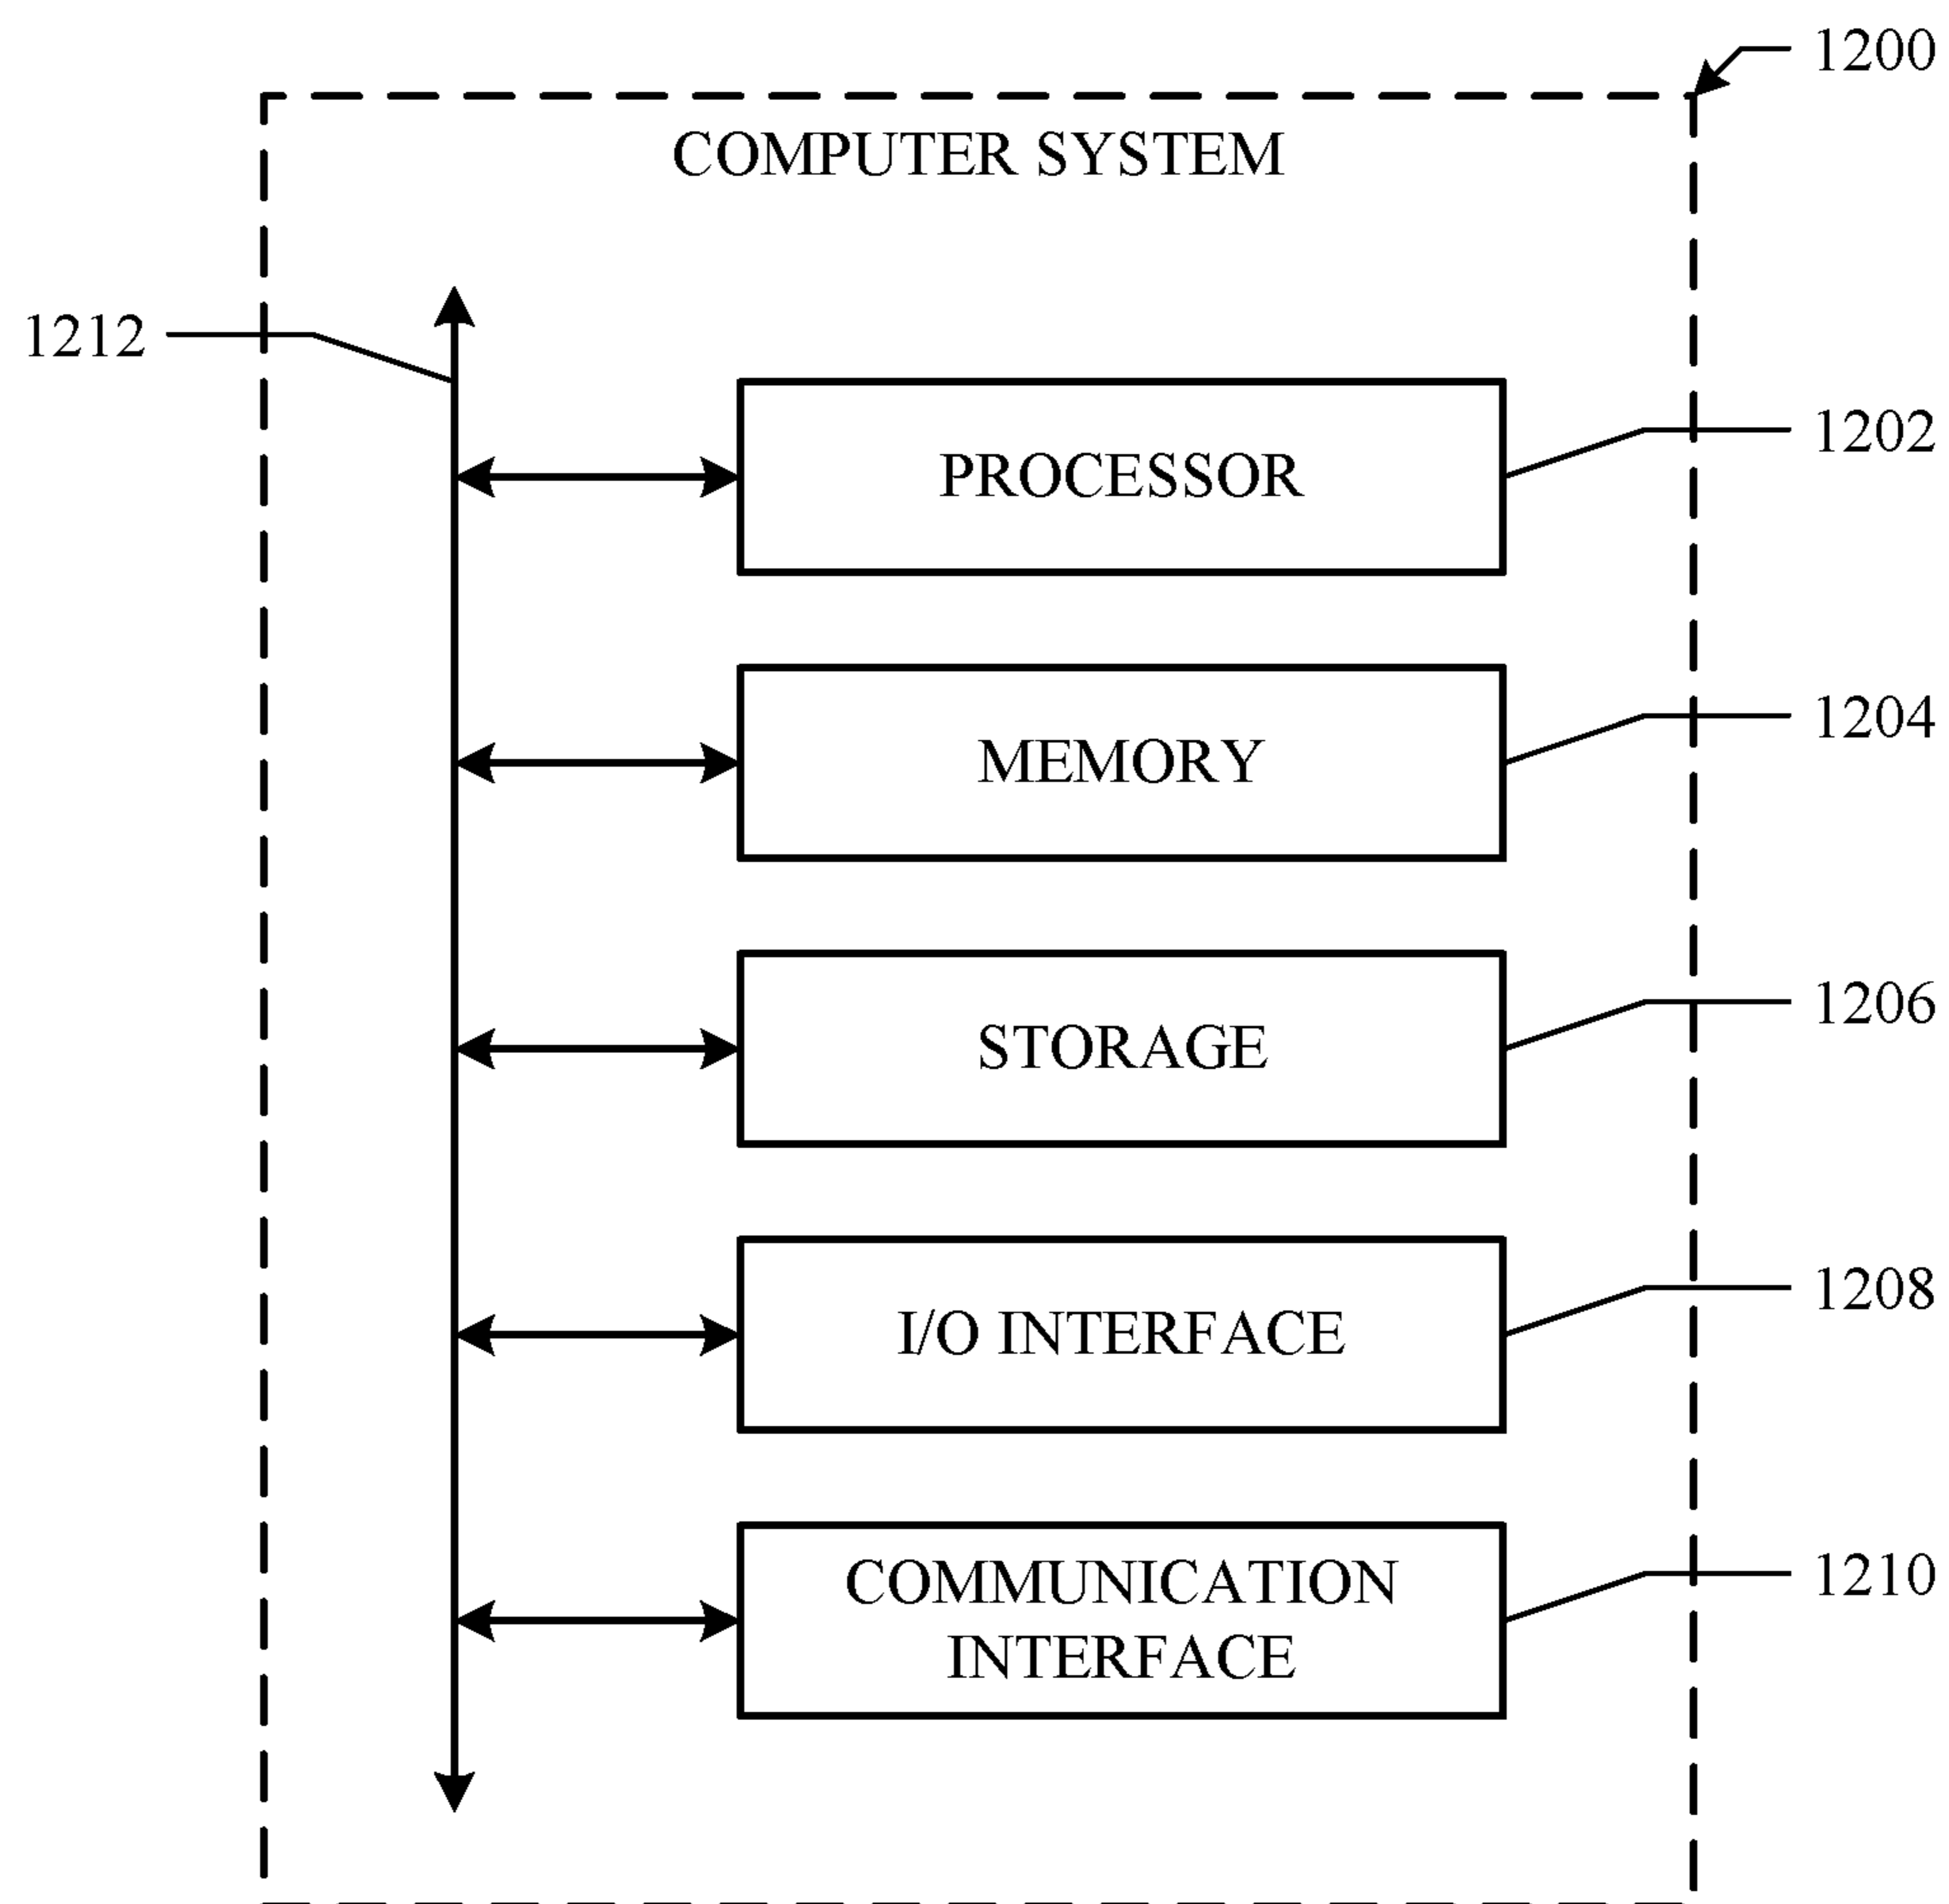 1200
COMPUTER SYSTEM
1212
PROCESSOR
1202
MEMORY
1204
STORAGE
1206
I/O INTERFACE
1208
COMMUNICATION
INTERFACE
1210